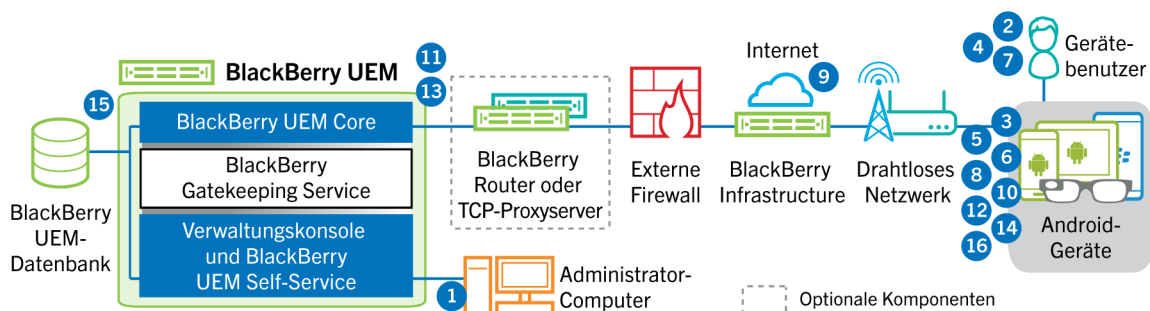 11
BlackBerry UEM
13
15
BlackBerry UEM Core
BlackBerry
Gatekeeping Service
Verwaltungskonsole
und BlackBerry
UEM Self-Service
BlackBerry
UEM-
Datenbank
1
Administrator-
Computer
BlackBerry
Router oder
TCP-Proxyserver
Externe
Firewall
Internet
9
BlackBerry
Infrastructure
Drahtloses
Netzwerk
2
4
7
Geräte-
benutzer
3
5
6
8
10
12
14
16
Android-
Geräte
Optionale Komponenten